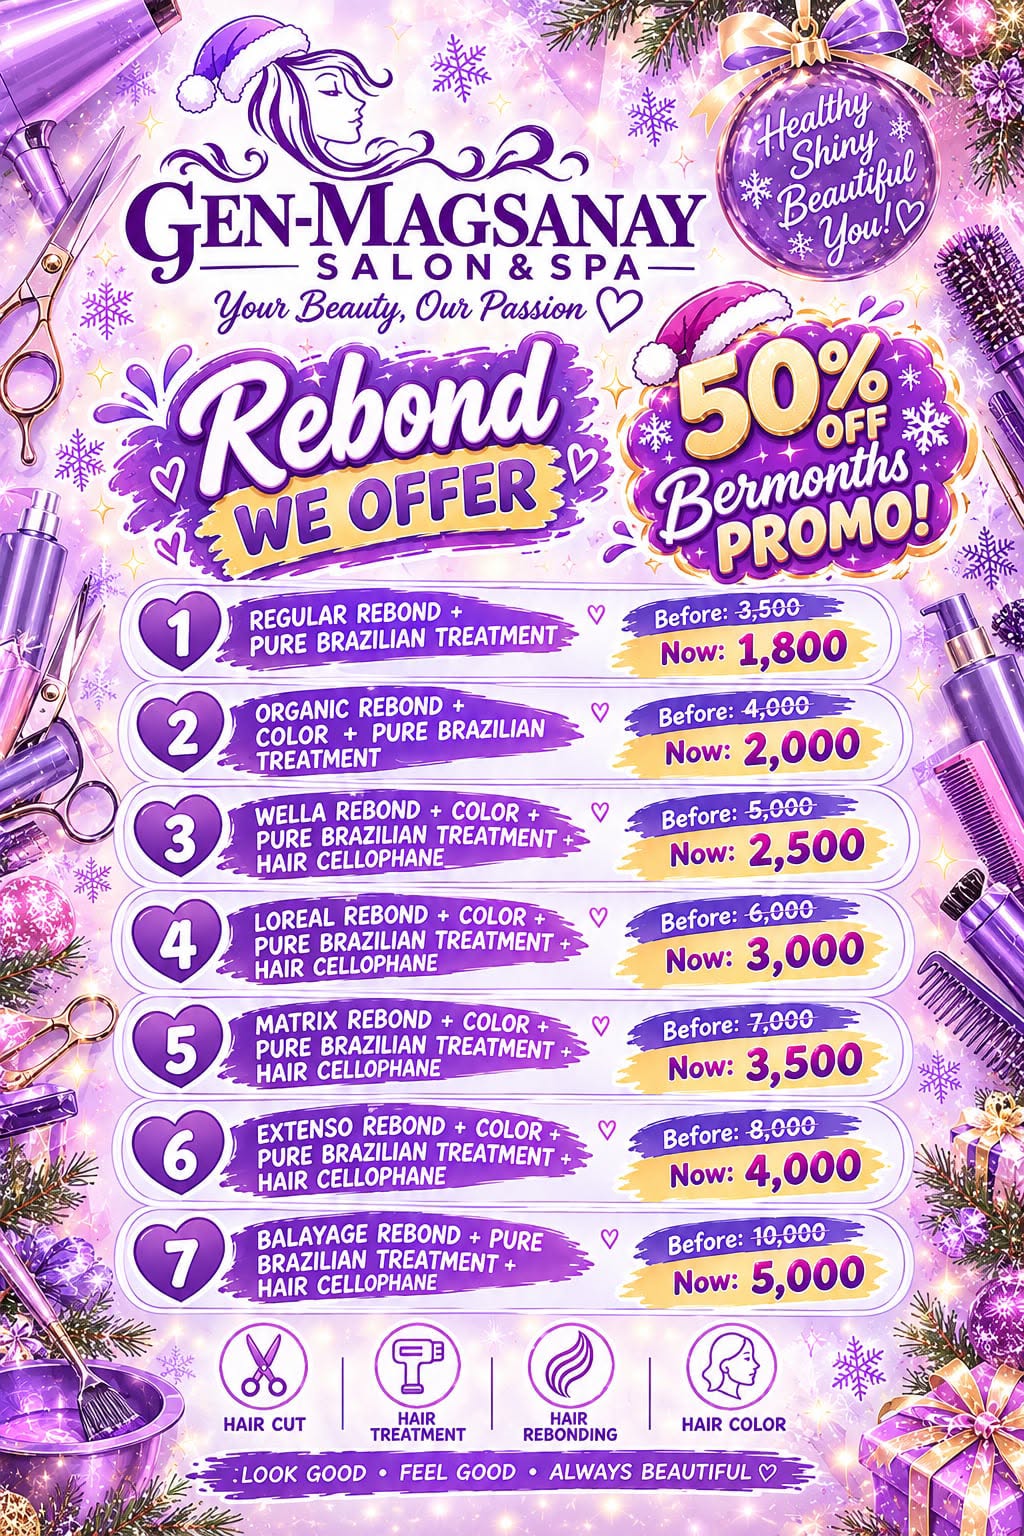 GEN-MAGSANAY
SALON & SPA
Your Beauty, Our Passion
Healthy
Shiny
Beautiful
You!
Rebond
WE OFFER
50%
OFF
Bermonths
PROMO!
1
REGULAR REBOND +
PURE BRAZILIAN TREATMENT
Before: 3,500
Now: 1,800
2
ORGANIC REBOND +
COLOR + PURE BRAZILIAN
TREATMENT
Before: 4,000
Now: 2,000
3
WELLA REBOND + COLOR +
PURE BRAZILIAN TREATMENT +
HAIR CELLOPHANE
Before: 5,000
Now: 2,500
4
LOREAL REBOND + COLOR +
PURE BRAZILIAN TREATMENT +
HAIR CELLOPHANE
Before: 6,000
Now: 3,000
5
MATRIX REBOND + COLOR +
PURE BRAZILIAN TREATMENT +
HAIR CELLOPHANE
Before: 7,000
Now: 3,500
6
EXTENSO REBOND + COLOR +
PURE BRAZILIAN TREATMENT +
HAIR CELLOPHANE
Before: 8,000
Now: 4,000
7
BALAYAGE REBOND + PURE
BRAZILIAN TREATMENT +
HAIR CELLOPHANE
Before: 10,000
Now: 5,000
HAIR CUT
HAIR
TREATMENT
HAIR
REBONDING
HAIR COLOR
.LOOK GOOD • FEEL GOOD • ALWAYS BEAUTIFUL